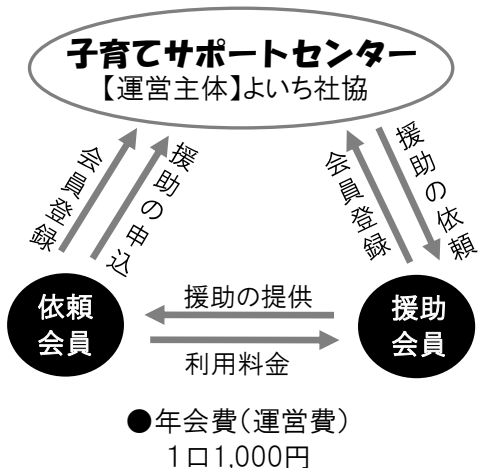 子育てサポートセンター
【運営主体】よいち社協
会員登録
援助の申込
会員登録
援助の依頼
依頼
会員
援助の提供
利用料金
援助
会員
●年会費(運営費)
1口1,000円